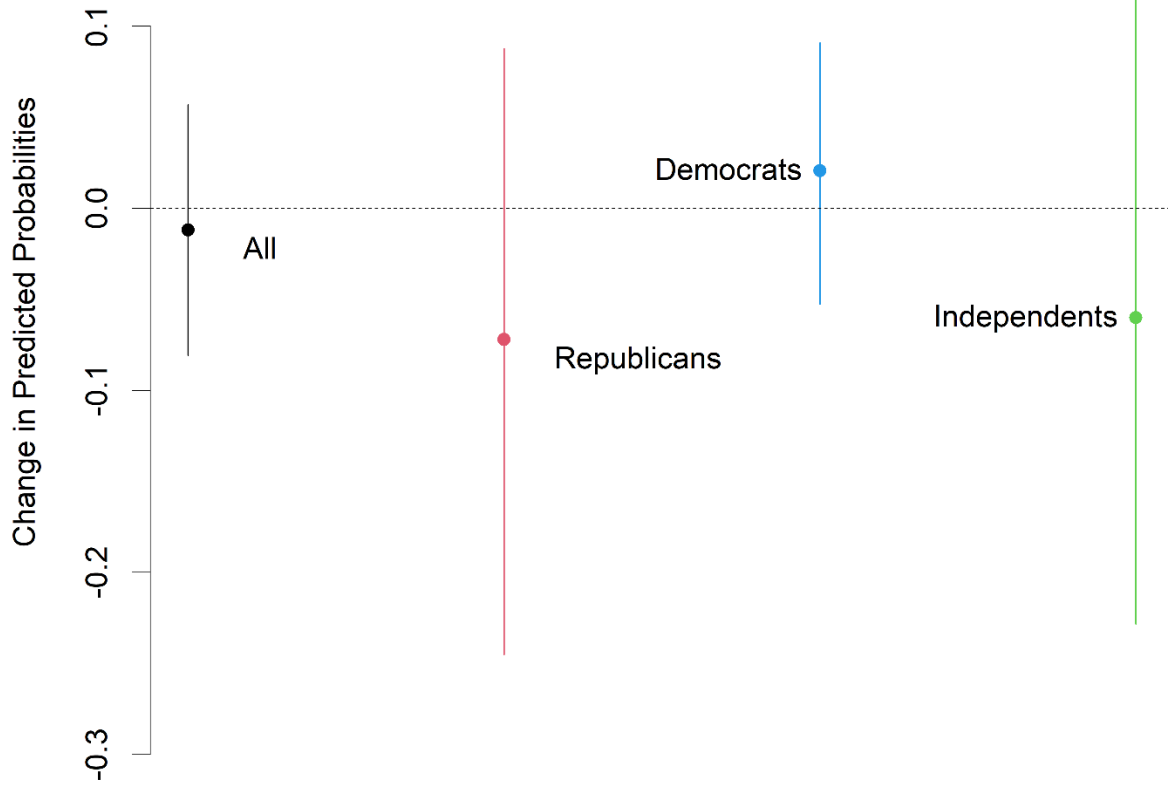 Change in Predicted Probabilities
0.1
0.0
-0.1
-0.2
-0.3
All
Republicans
Democrats
Independents